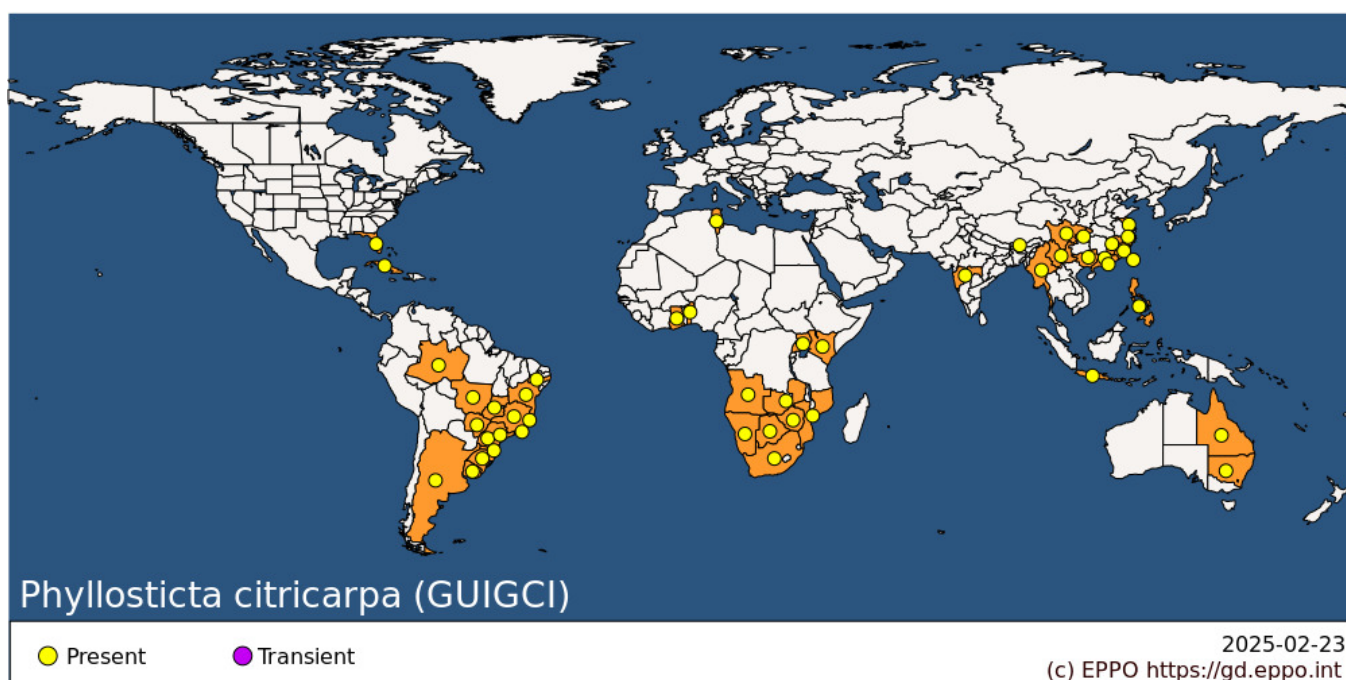 Phyllosticta citricarpa (GUIGCI)
Present
Transient
2025-02-23
(c) EPPO https://gd.eppo.int